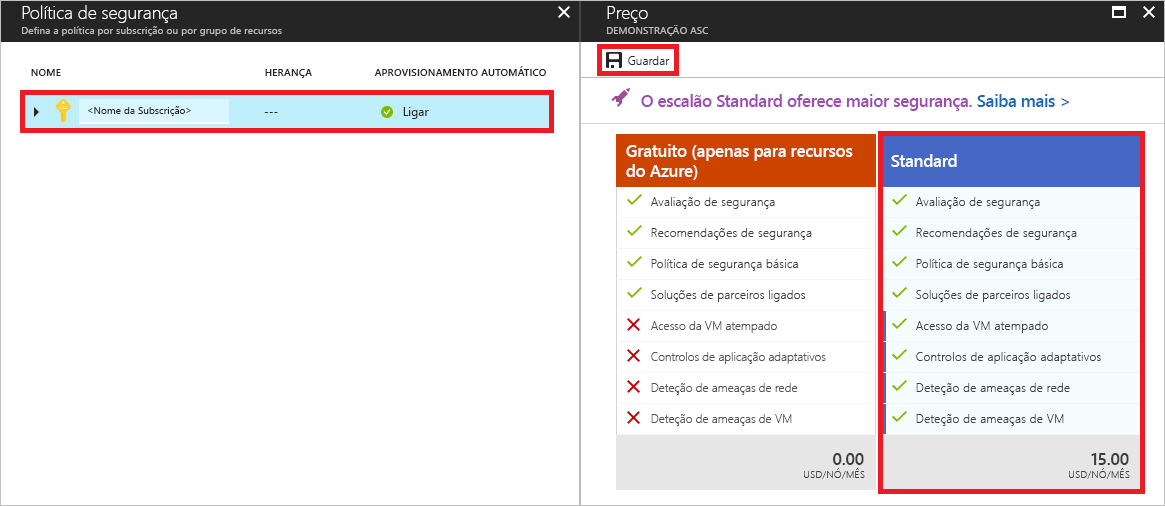 Política de segurança
Defina a política por subscrição ou por grupo de recursos
NOME HERANÇA APROVISIONAMENTO AUTOMÁTICO
<Nome da Subscrição> --- Ligar
Preço
DEMONSTRAÇÃO ASC
Guardar
O escalão Standard oferece maior segurança. Saiba mais >
Gratuito (apenas para recursos
do Azure)
Avaliação de segurança
Recomendações de segurança
Política de segurança básica
Soluções de parceiros ligados
Acesso da VM atempado
Controlos de aplicação adaptativos
Deteção de ameaças de rede
Deteção de ameaças de VM
0.00
USD/NÓ/MÊS
Standard
Avaliação de segurança
Recomendações de segurança
Política de segurança básica
Soluções de parceiros ligados
Acesso da VM atempado
Controlos de aplicação adaptativos
Deteção de ameaças de rede
Deteção de ameaças de VM
15.00
USD/NÓ/MÊS